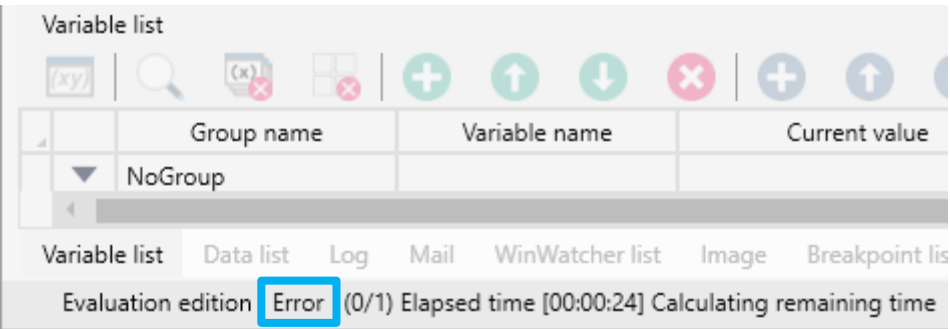 Variable list
(xy) (x)
Group name Variable name Current value
NoGroup
Variable list Data list Log Mail WinWatcher list Image Breakpoint lis
Evaluation edition Error (0/1) Elapsed time [00:00:24] Calculating remaining time